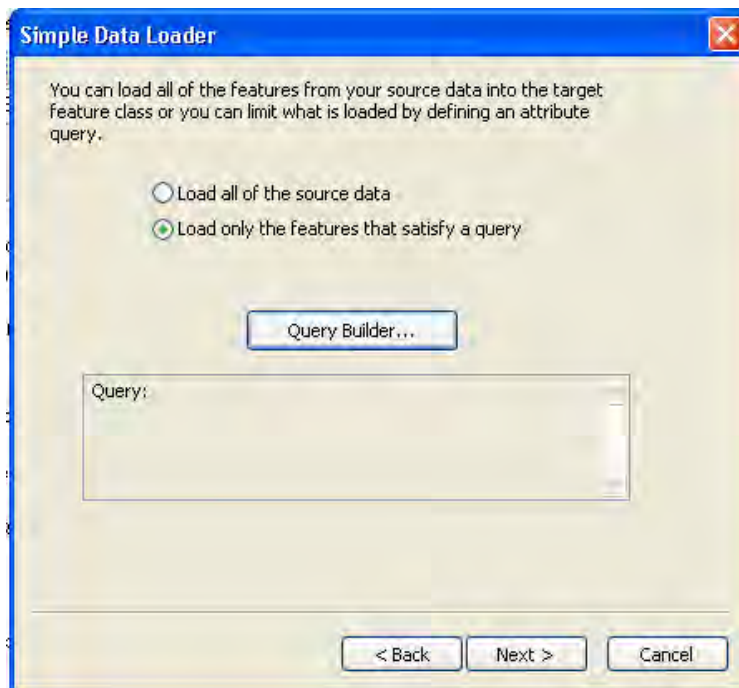 Simple Data Loader
You can load all of the features from your source data into the target
feature class or you can limit what is loaded by defining an attribute
query.
Load all of the source data
Load only the features that satisfy a query
Query Builder...
Query:
< Back Next > Cancel